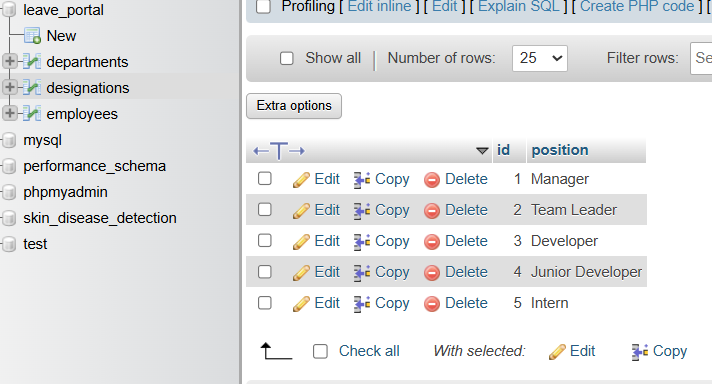 leave_portal
New
departments
designations
employees
mysql
performance_schema
phpmyadmin
skin_disease_detection
test
Profiling [ Edit inline ] [ Edit ] [ Explain SQL ] [ Create PHP code ] [
Show all | Number of rows: 25 Filter rows: Se
Extra options
id position
Edit Copy Delete 1 Manager
Edit Copy Delete 2 Team Leader
Edit Copy Delete 3 Developer
Edit Copy Delete 4 Junior Developer
Edit Copy Delete 5 Intern
Check all With selected: Edit Copy